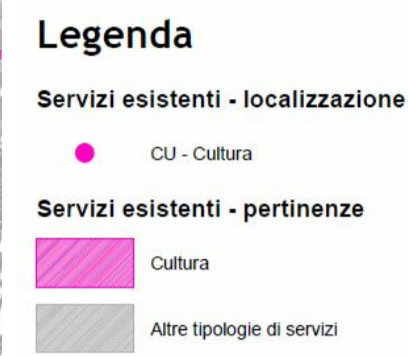 Legenda
Servizi esistenti - localizzazione
CU - Cultura
Servizi esistenti - pertinenze
Cultura
Altre tipologie di servizi